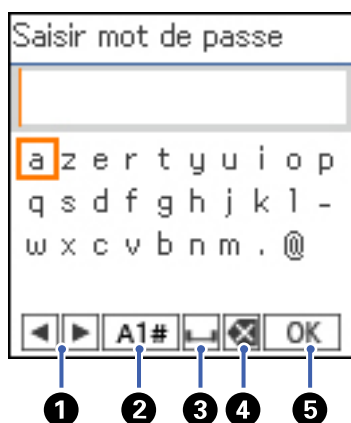 Saisir mot de passe
a z e r t y u i o p
q s d f g h j k l -
w x c v b n m . @
◀ ▶ A1# OK
1 2 3 4 5